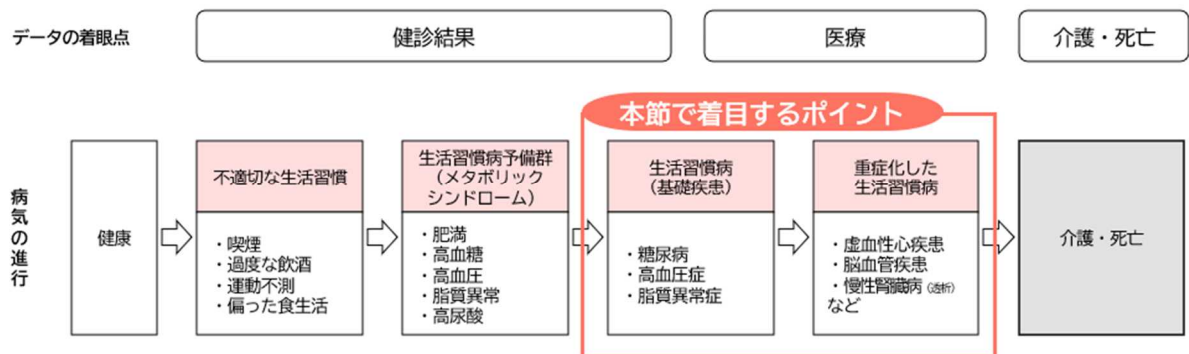 データの着眼点
健診結果
医療
介護・死亡
本節で着目するポイント
病気の進行
健康
不適切な生活習慣
・喫煙
・過度な飲酒
・運動不測
・偏った食生活
生活習慣病予備群
（メタボリック
シンドローム）
・肥満
・高血糖
・高血圧
・脂質異常
・高尿酸
生活習慣病
（基礎疾患）
・糖尿病
・高血圧症
・脂質異常症
重症化した
生活習慣病
・虚血性心疾患
・脳血管疾患
・慢性腎臓病（透析）
など
介護・死亡